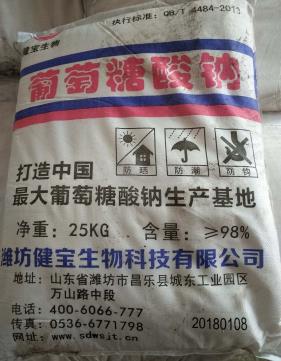 执行标准：QB/T 4484-2013
健宝生物
葡萄糖酸钠
防晒 防潮 防钩
打造中国
最大葡萄糖酸钠生产基地
净重：25KG 含量：≥98%
潍坊健宝生物科技有限公司
地址：山东省潍坊市昌乐县城东工业园区
万山路中段
电话：400-6066-777
传真：0536-6771798
网址：www.sdwsjt.cn
20180108